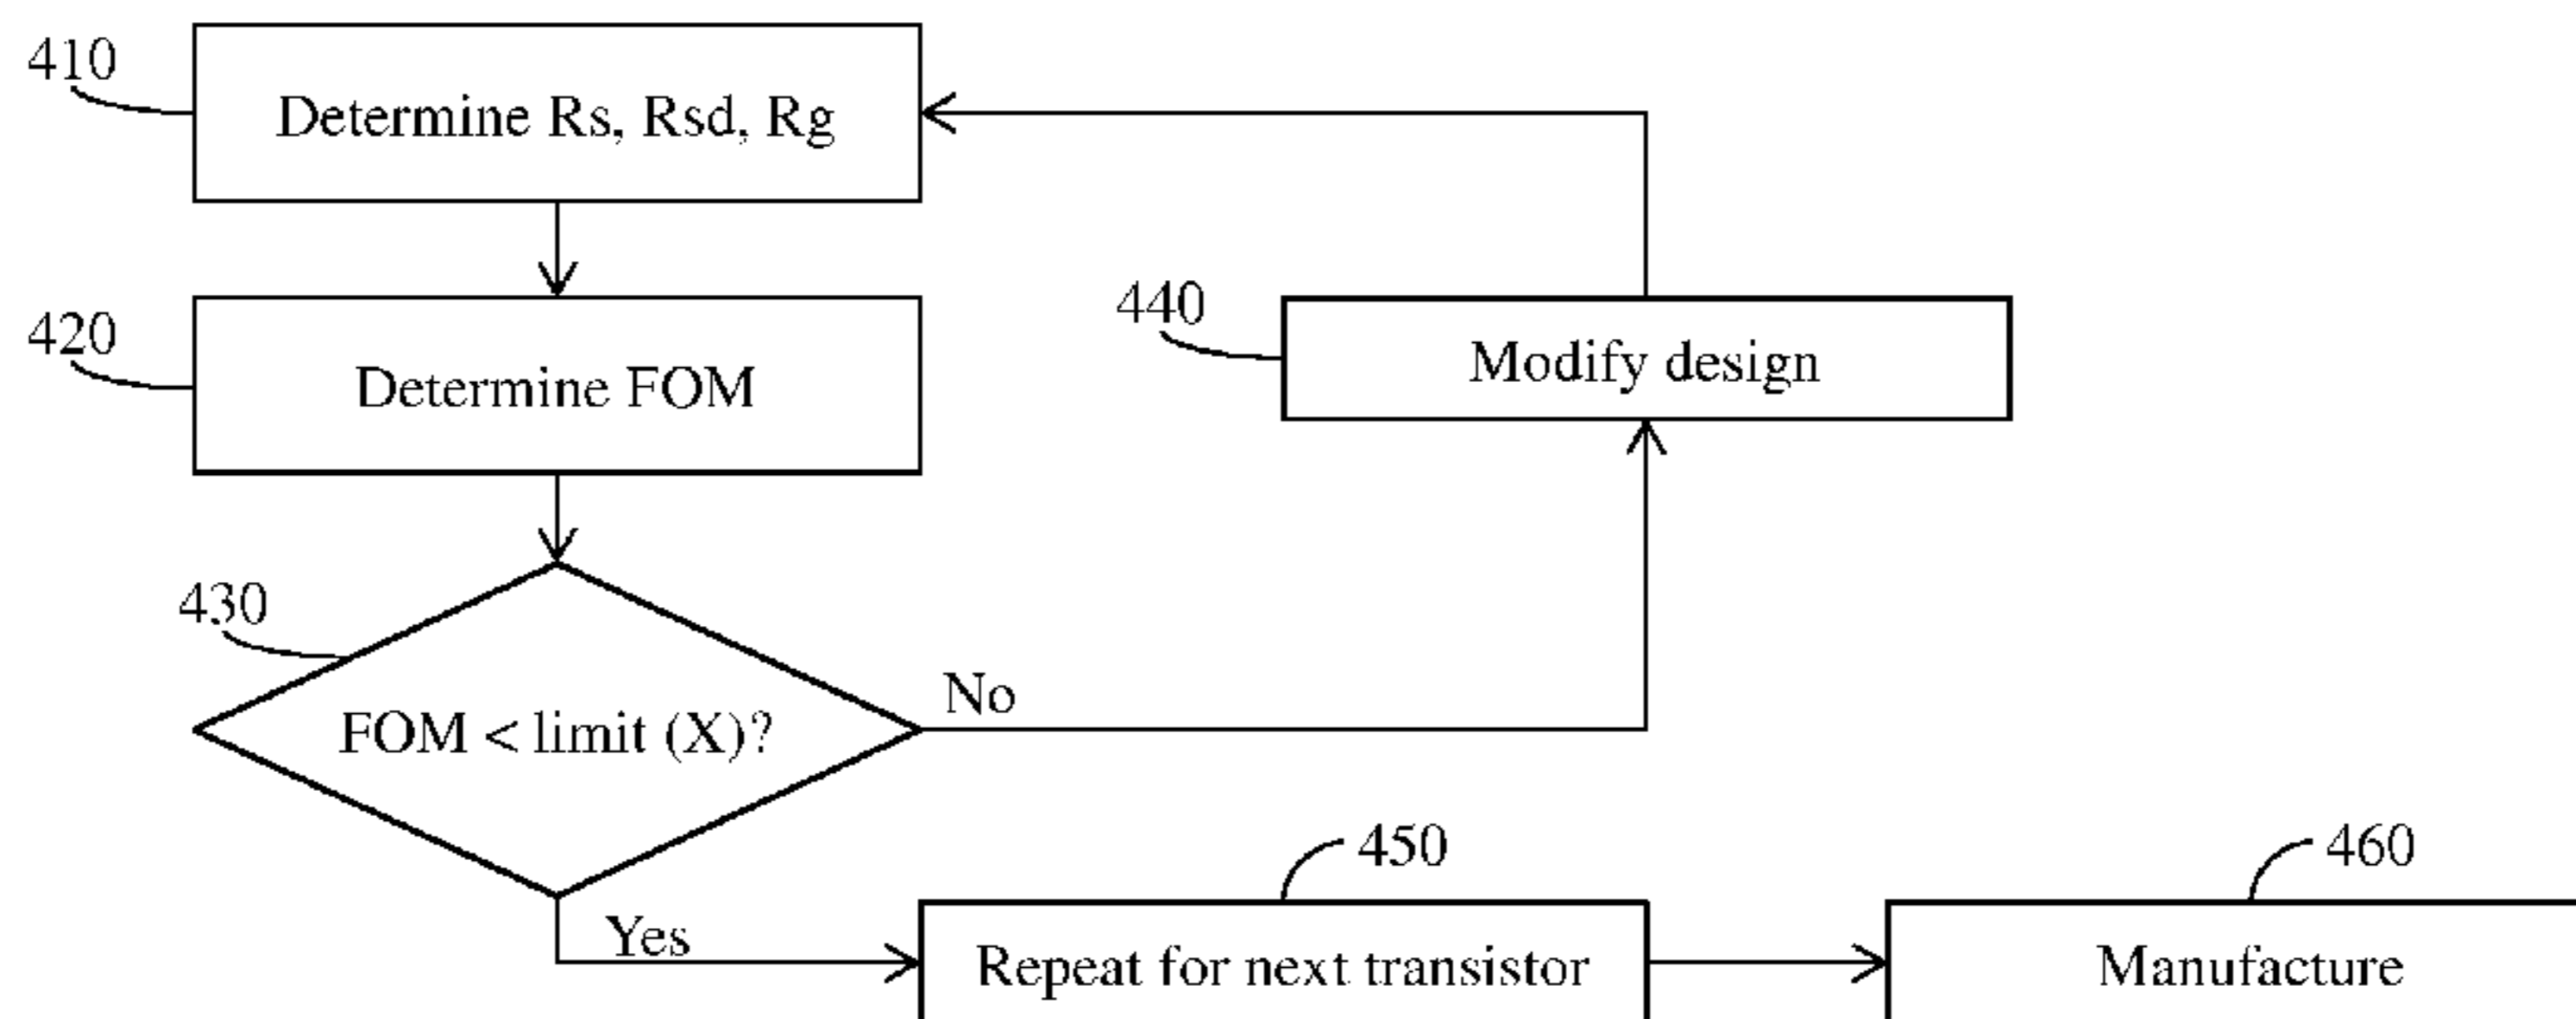 410
Determine Rs, Rsd, Rg
420
Determine FOM
440
Modify design
430
FOM < limit (X)?
No
Yes
450
Repeat for next transistor
460
Manufacture